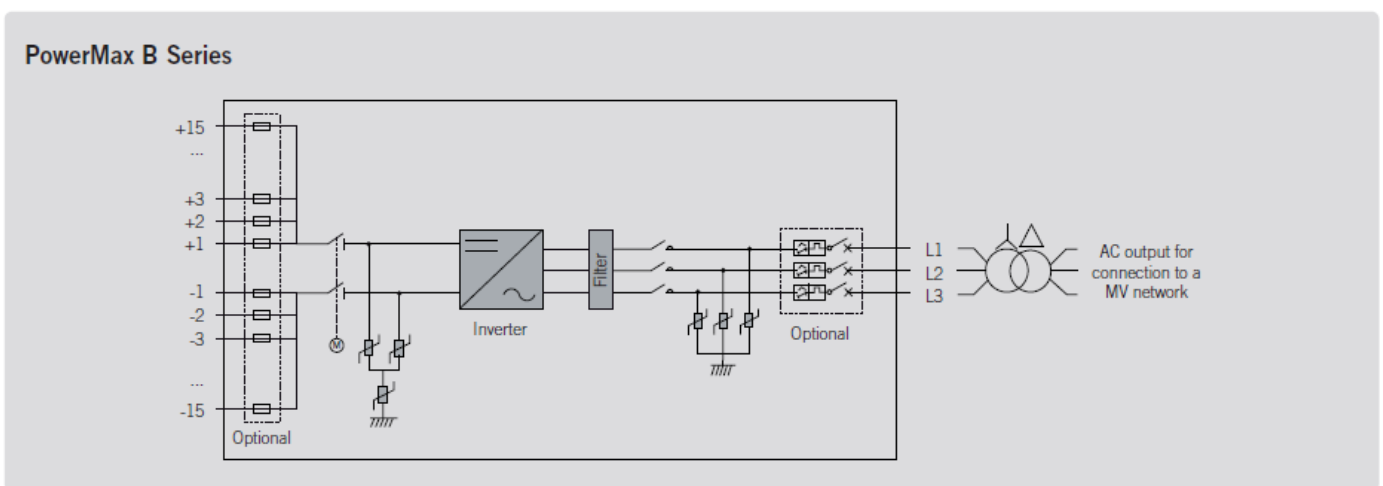 PowerMax B Series
+15
...
+3
+2
+1
-1
-2
-3
...
-15
Optional
M
Inverter
Filter
Optional
L1
L2
L3
AC output for
connection to a
MV network